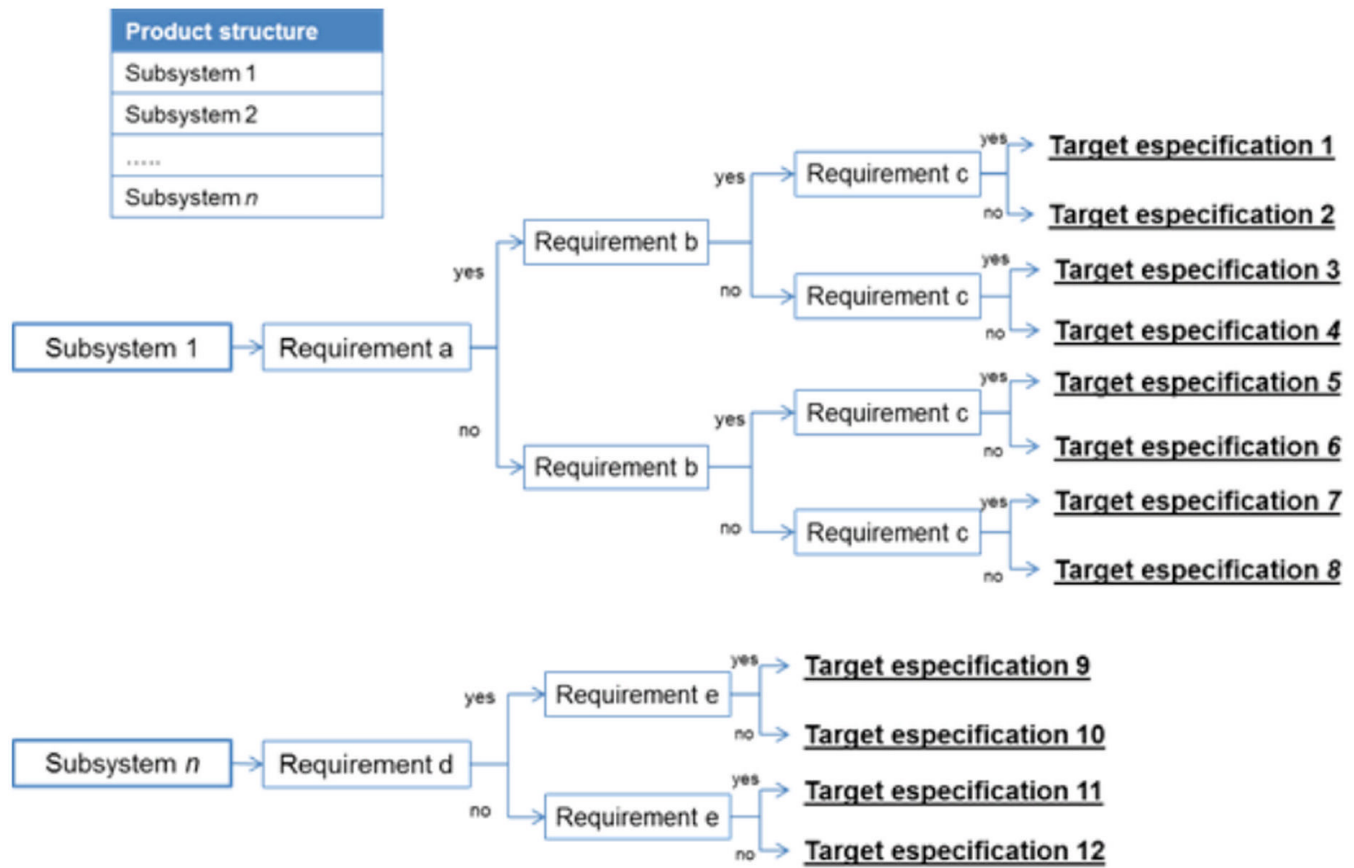 Product structure
Subsystem 1
Subsystem 2
.....
Subsystem n
Subsystem 1
Requirement a
yes
no
Requirement b
yes
no
Requirement c
yes
no
Target especification 1
Target especification 2
Requirement c
yes
no
Target especification 3
Target especification 4
Requirement b
yes
no
Requirement c
yes
no
Target especification 5
Target especification 6
Requirement c
yes
no
Target especification 7
Target especification 8
Subsystem n
Requirement d
yes
no
Requirement e
yes
no
Target especification 9
Target especification 10
Requirement e
yes
no
Target especification 11
Target especification 12